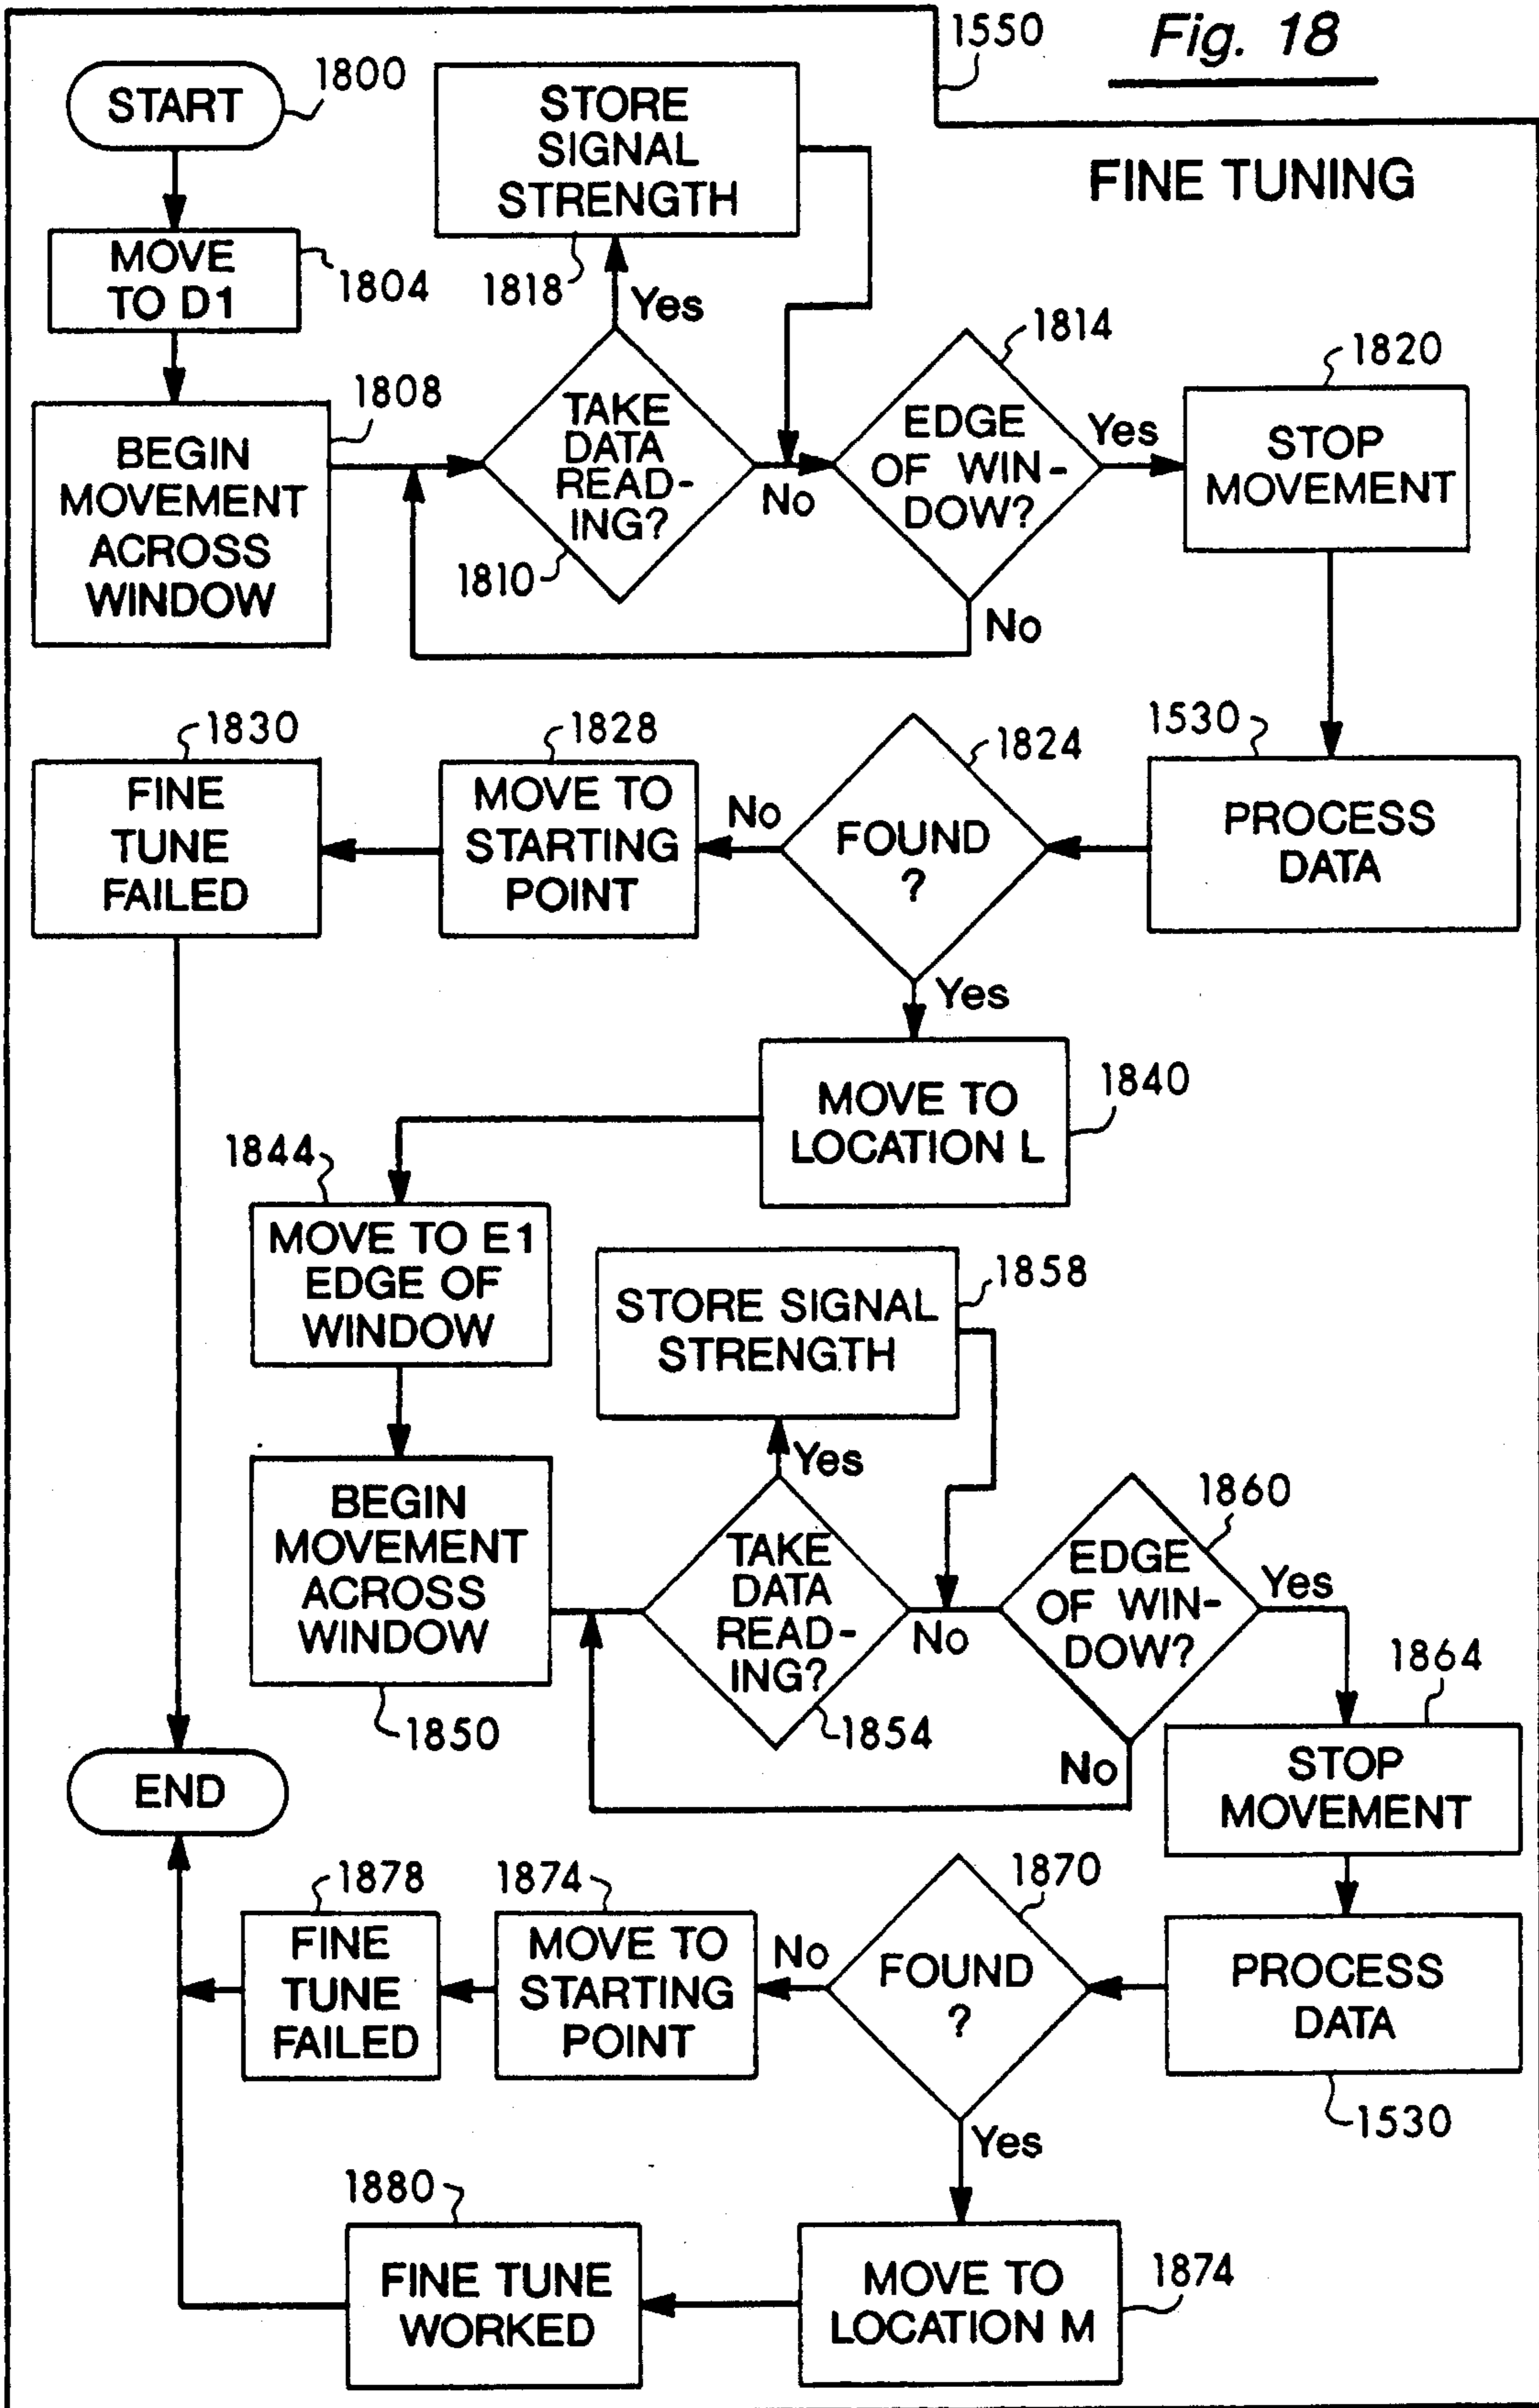 Fig. 18
1550
FINE TUNING
START
1800
MOVE
TO D1
1804
BEGIN
MOVEMENT
ACROSS
WINDOW
1808
STORE
SIGNAL
STRENGTH
1818
Yes
TAKE
DATA
READ-
ING?
1810
No
EDGE
OF WIN-
DOW?
1814
Yes
No
STOP
MOVEMENT
1820
PROCESS
DATA
1530
FOUND
?
1824
No
MOVE TO
STARTING
POINT
1828
FINE
TUNE
FAILED
1830
Yes
MOVE TO
LOCATION L
1840
MOVE TO E1
EDGE OF
WINDOW
1844
BEGIN
MOVEMENT
ACROSS
WINDOW
1850
STORE SIGNAL
STRENGTH
1858
Yes
TAKE
DATA
READ-
ING?
1854
No
EDGE
OF WIN-
DOW?
1860
Yes
No
STOP
MOVEMENT
1864
PROCESS
DATA
1530
FOUND
?
1870
No
MOVE TO
STARTING
POINT
1874
FINE
TUNE
FAILED
1878
END
Yes
MOVE TO
LOCATION M
1874
FINE TUNE
WORKED
1880